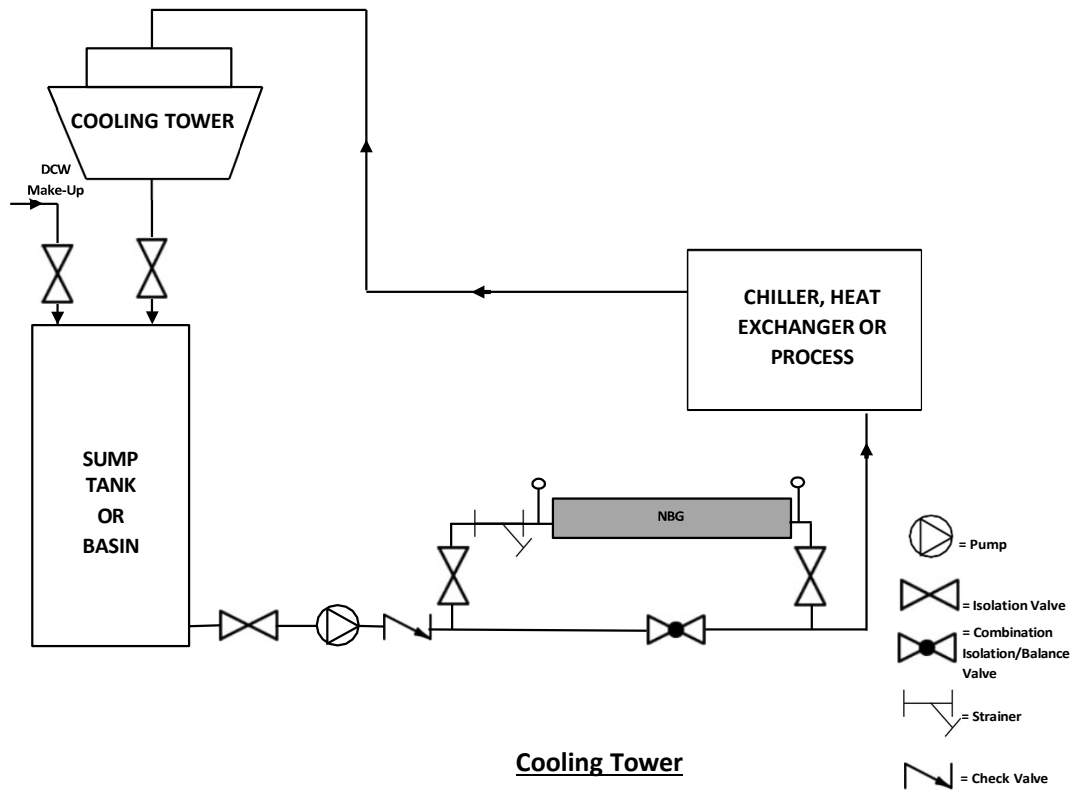 COOLING TOWER
DCW
Make-Up
CHILLER, HEAT
EXCHANGER OR
PROCESS
SUMP
TANK
OR
BASIN
NBG
= Pump
= Isolation Valve
= Combination
Isolation/Balance
Valve
= Strainer
= Check Valve
Cooling Tower